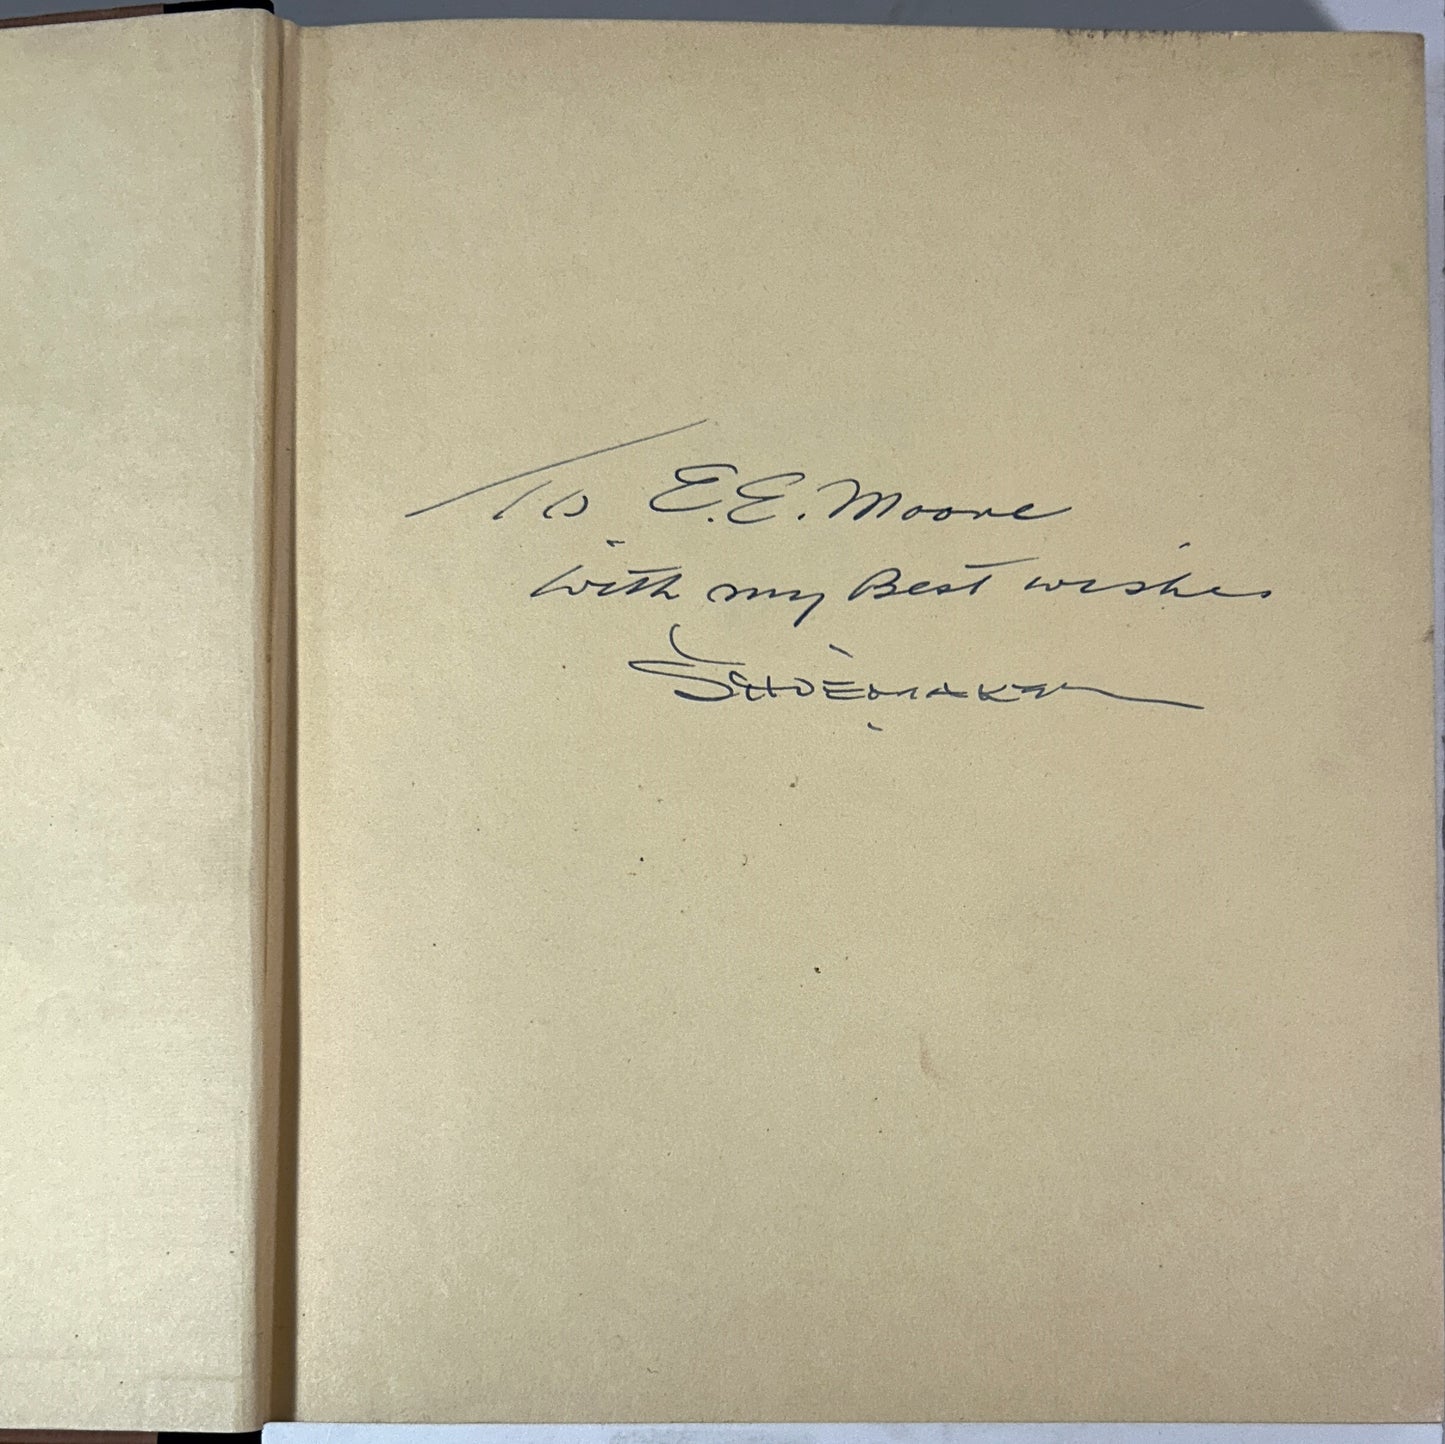 To E.E. Moore
with my Best wishes
SHOEMAKER